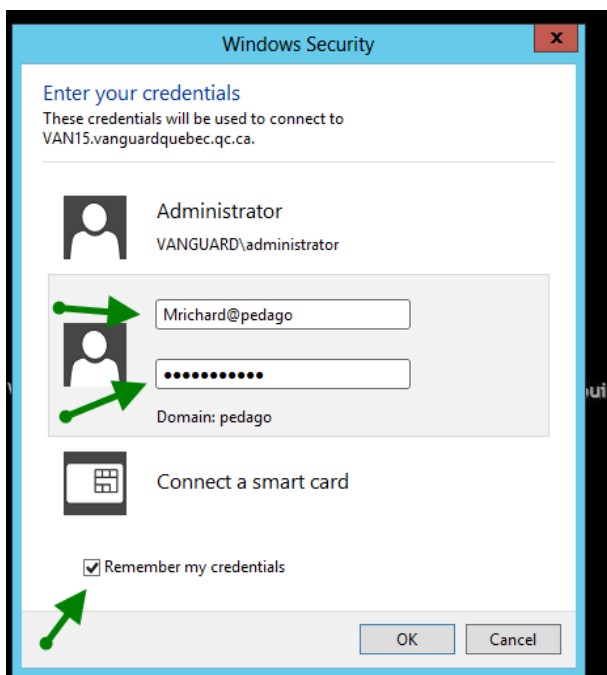 Windows Security
x
Enter your credentials
These credentials will be used to connect to
VAN15.vanguardquebec.qc.ca.
Administrator
VANGUARD\administrator
Mrichard@pedago
●●●●●●●●●●●
Domain: pedago
Connect a smart card
Remember my credentials
OK
Cancel